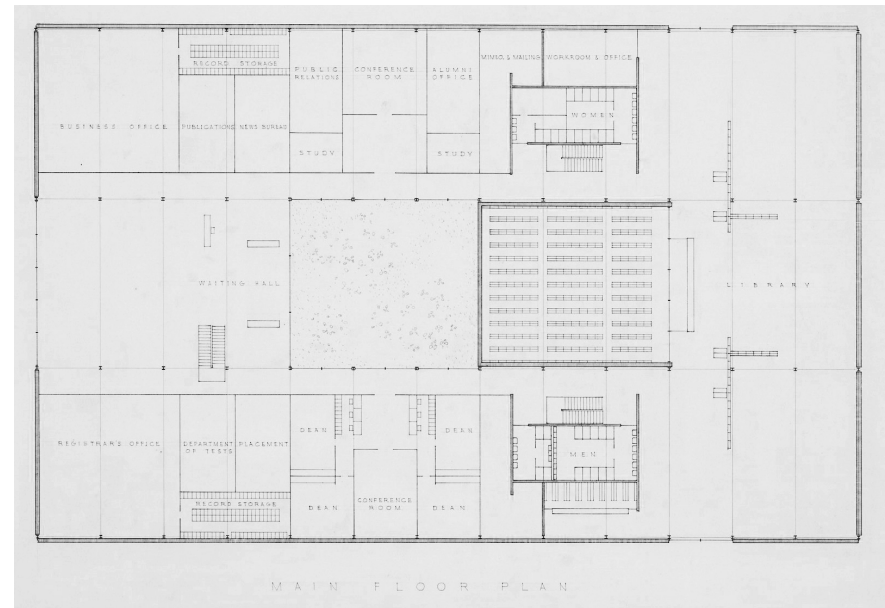 RECORD STORAGE
PUBLIC
RELATIONS
CONFERENCE
ROOM
ALUMNI
OFFICE
MIMEO. & MAILING
WORKROOM & OFFICE
WOMEN
BUSINESS OFFICE
PUBLICATIONS
NEWS BUREAU
STUDY
STUDY
WAITING HALL
LIBRARY
REGISTRAR'S OFFICE
DEPARTMENT
OF TESTS
PLACEMENT
DEAN
DEAN
MEN
RECORD STORAGE
DEAN
CONFERENCE
ROOM
DEAN
MAIN FLOOR PLAN